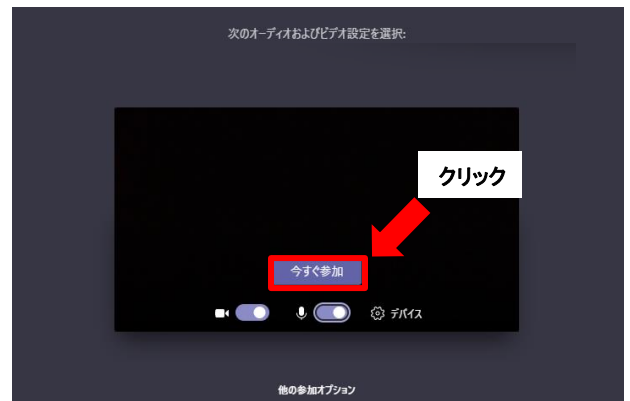 次のオーディオおよびビデオ設定を選択:
クリック
今すぐ参加
デバイス
他の参加オプション